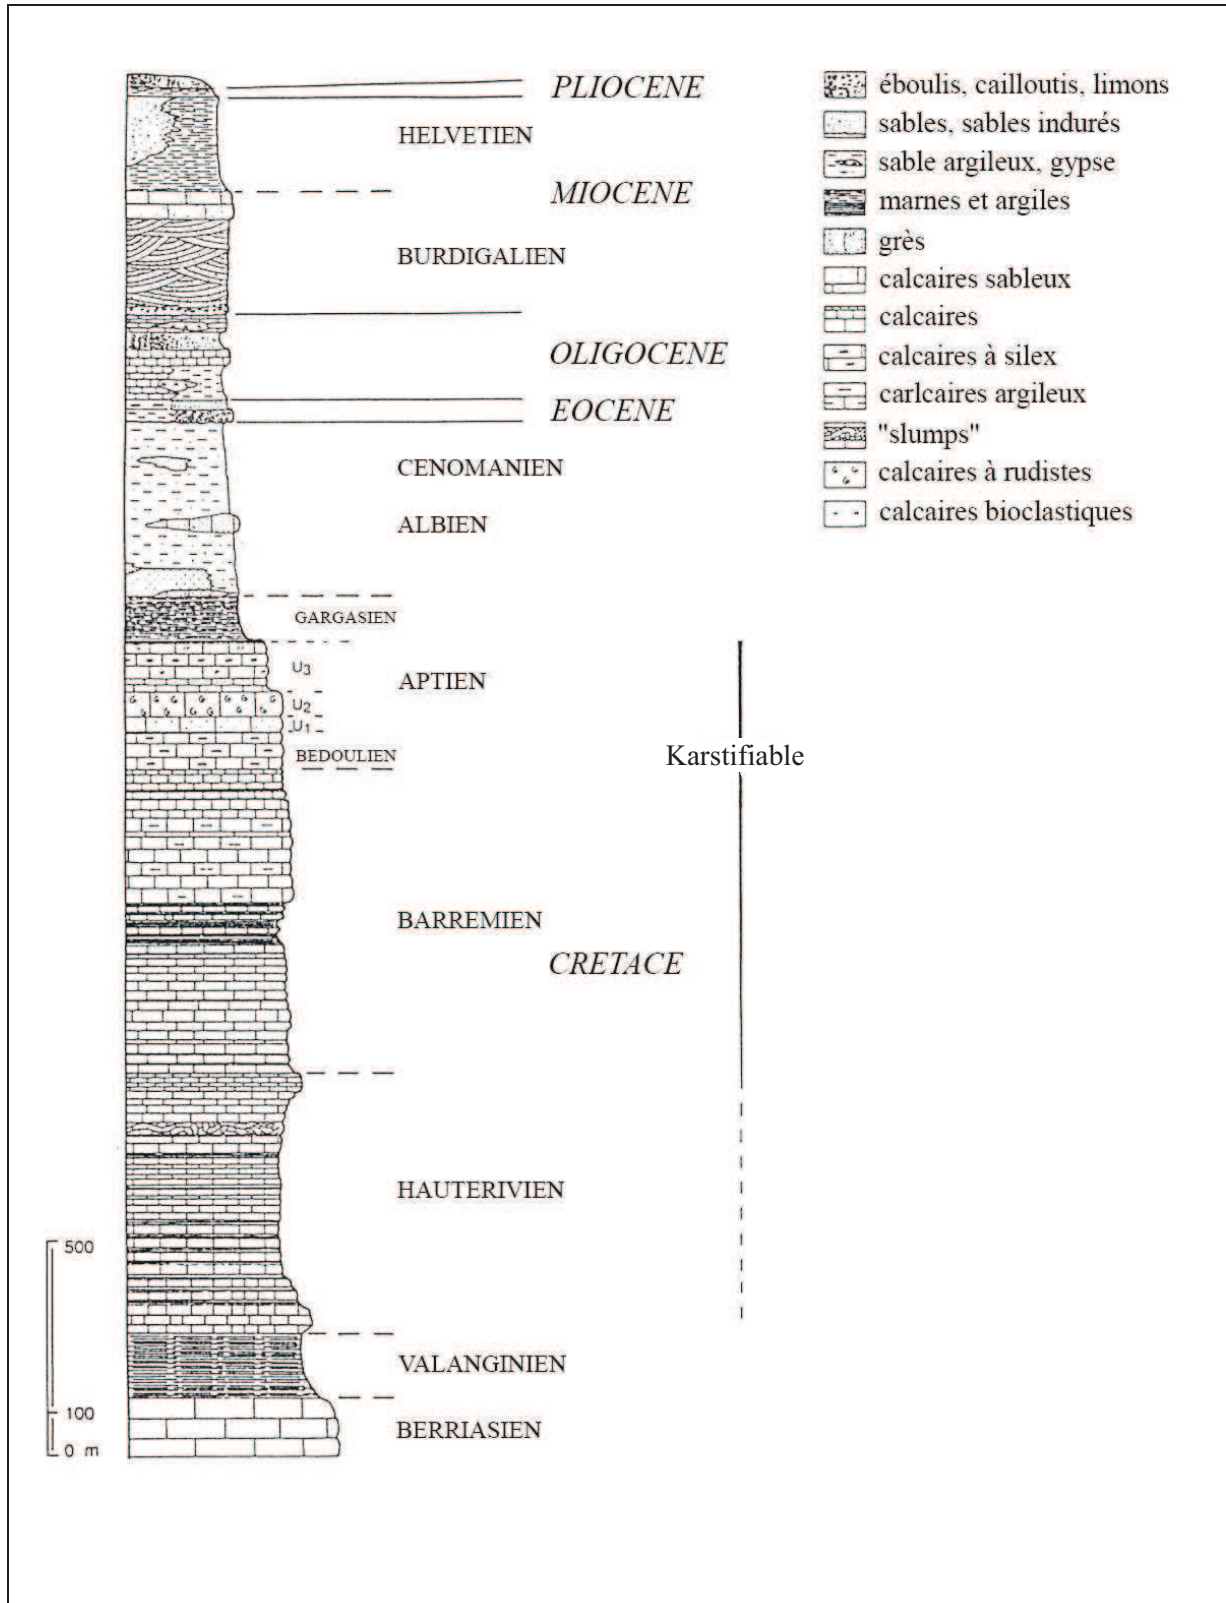 PLIOCENE
HELVETIEN
MIOCENE
BURDIGALIEN
OLIGOCENE
EOCENE
CENOMANIEN
ALBIEN
GARGASIEN
U3
APTIEN
U2
U1
BEDOULIEN
Karstifiable
BARREMIEN
CRETACE
HAUTERIVIEN
500
VALANGINIEN
100
BERRIASIEN
0 m
éboulis, cailloutis, limons
sables, sables indurés
sable argileux, gypse
marnes et argiles
grès
calcaires sableux
calcaires
calcaires à silex
carlcaires argileux
"slumps"
calcaires à rudistes
calcaires bioclastiques